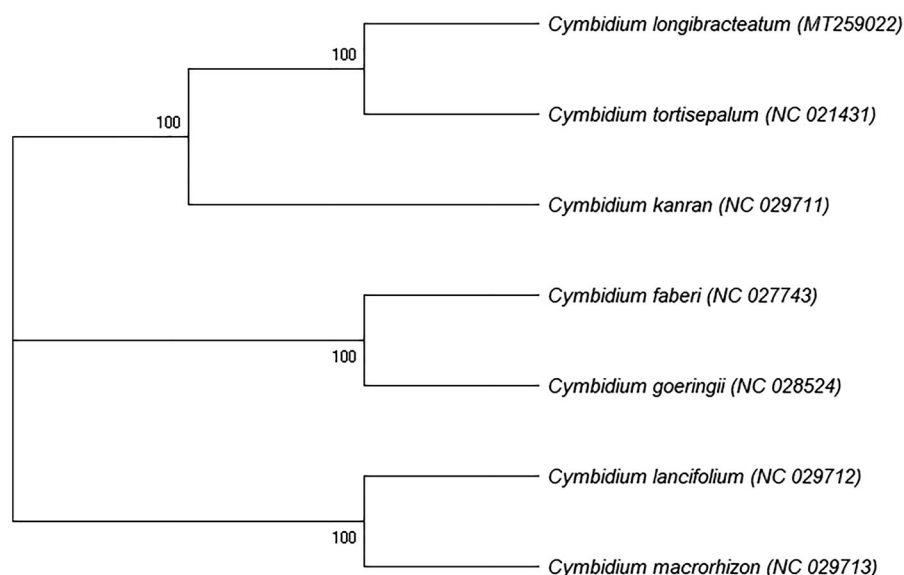 Cymbidium longibracteatum (MT259022)
100
Cymbidium tortisepalum (NC 021431)
100
Cymbidium kanran (NC 029711)
Cymbidium faberi (NC 027743)
100
Cymbidium goeringii (NC 028524)
Cymbidium lancifolium (NC 029712)
100
Cymbidium macrorhizon (NC 029713)